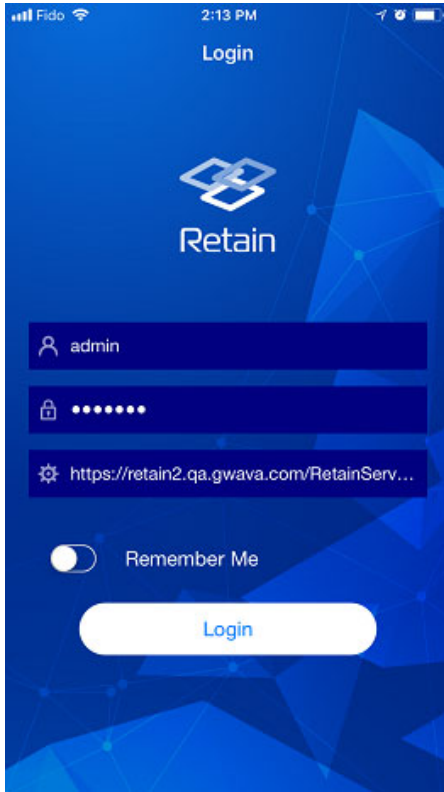 Fido 2:13 PM
Login
Retain
admin
•••••••
https://retain2.qa.gwava.com/RetainServ...
Remember Me
Login